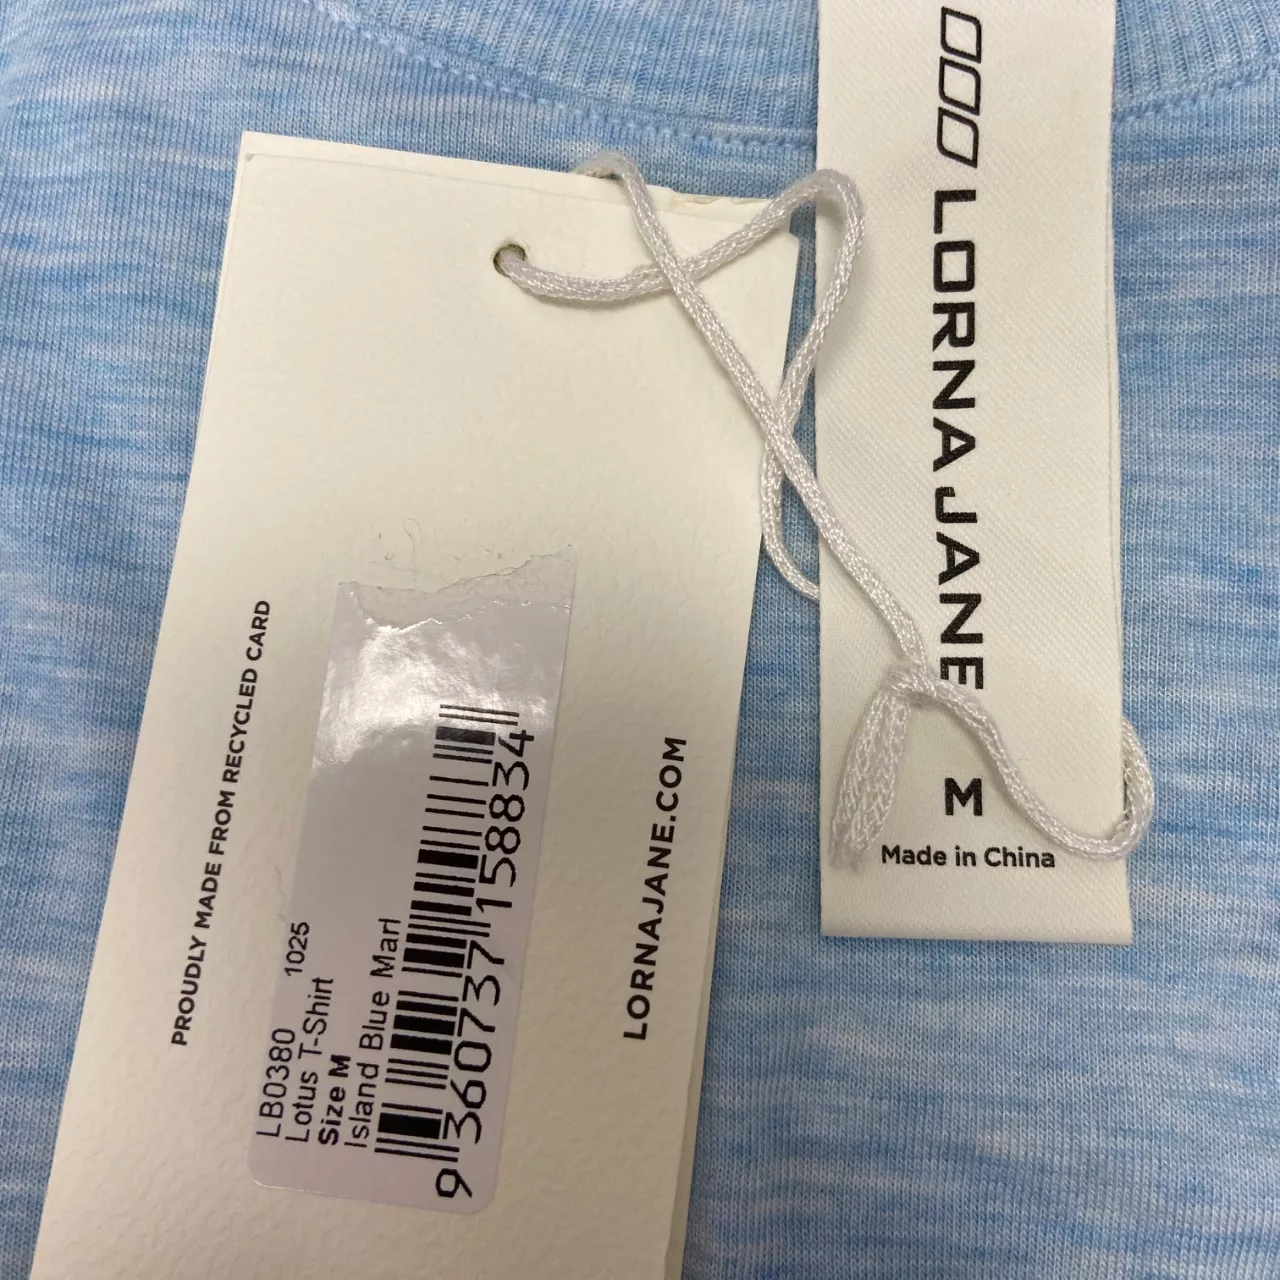 PROUDLY MADE FROM RECYCLED CARD
LB0380 1025
Lotus T-Shirt
Size M
Island Blue Marl
9 360737 158834
LORNAJANE.COM
LORNA JANE
M
Made in China